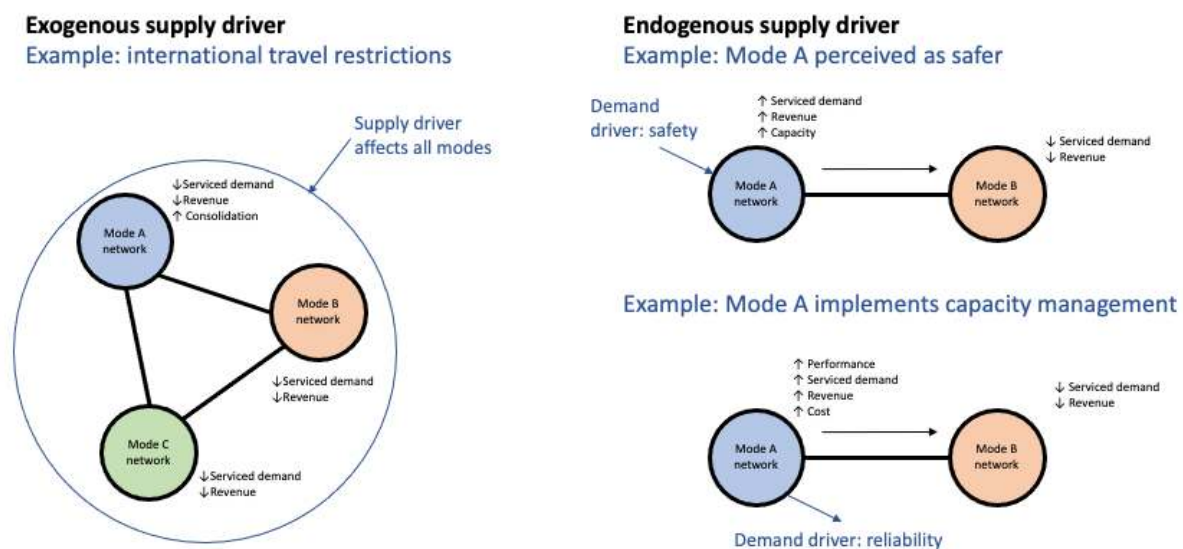 Exogenous supply driver
Example: international travel restrictions
Supply driver
affects all modes
↓Serviced demand
↓Revenue
↑ Consolidation
Mode A
network
Mode B
network
↓Serviced demand
↓Revenue
Mode C
network
↓Serviced demand
↓Revenue
Endogenous supply driver
Example: Mode A perceived as safer
Demand
driver: safety
↑ Serviced demand
↑ Revenue
↑ Capacity
↓ Serviced demand
↓ Revenue
Mode A
network
Mode B
network
Example: Mode A implements capacity management
↑ Performance
↑ Serviced demand
↑ Revenue
↑ Cost
↓ Serviced demand
↓ Revenue
Mode A
network
Mode B
network
Demand driver: reliability